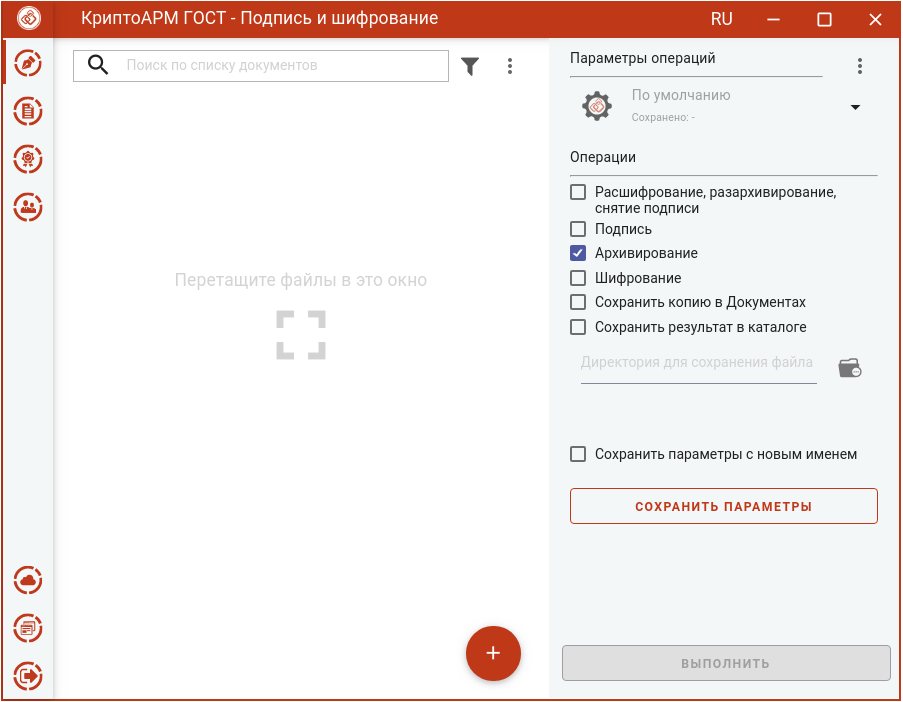 КриптоАРМ ГОСТ - Подпись и шифрование
RU
Поиск по списку документов
Перетащите файлы в это окно
Параметры операций
По умолчанию
Сохранено: -
Операции
Расшифрование, разархивирование,
снятие подписи
Подпись
Архивирование
Шифрование
Сохранить копию в Документах
Сохранить результат в каталоге
Директория для сохранения файла
Сохранить параметры с новым именем
СОХРАНИТЬ ПАРАМЕТРЫ
ВЫПОЛНИТЬ